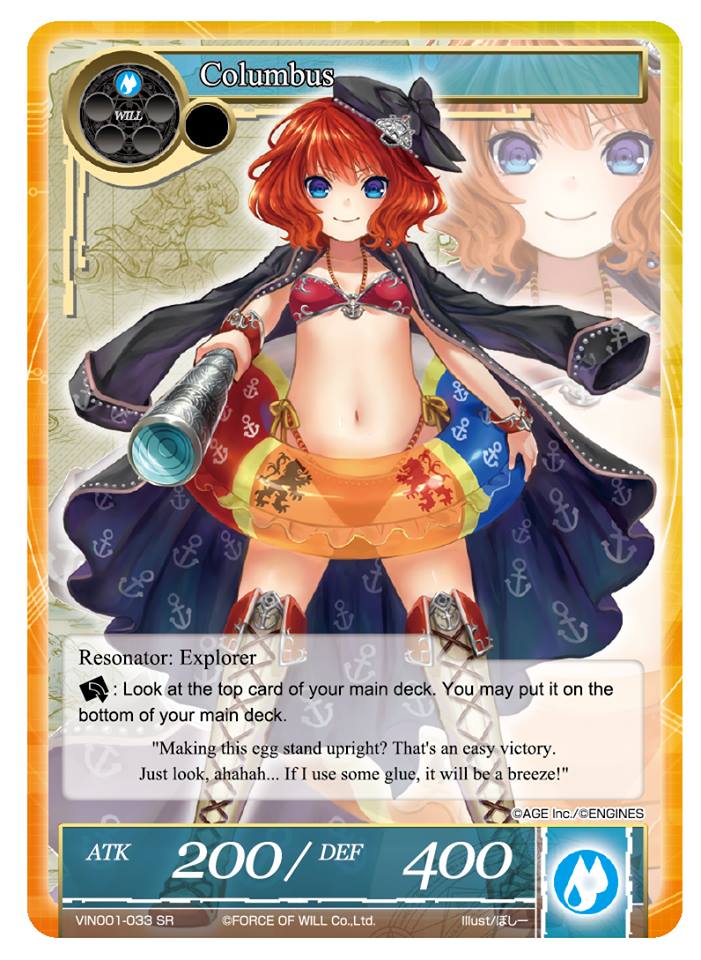 WILL
Columbus
Resonator: Explorer
: Look at the top card of your main deck. You may put it on the
bottom of your main deck.
"Making this egg stand upright? That's an easy victory.
Just look, ahahah... If I use some glue, it will be a breeze!"
©AGE Inc./©ENGINES
ATK 200/ DEF 400
VIN001-033 SR ©FORCE OF WILL Co.,Ltd. Illust/ぽしー